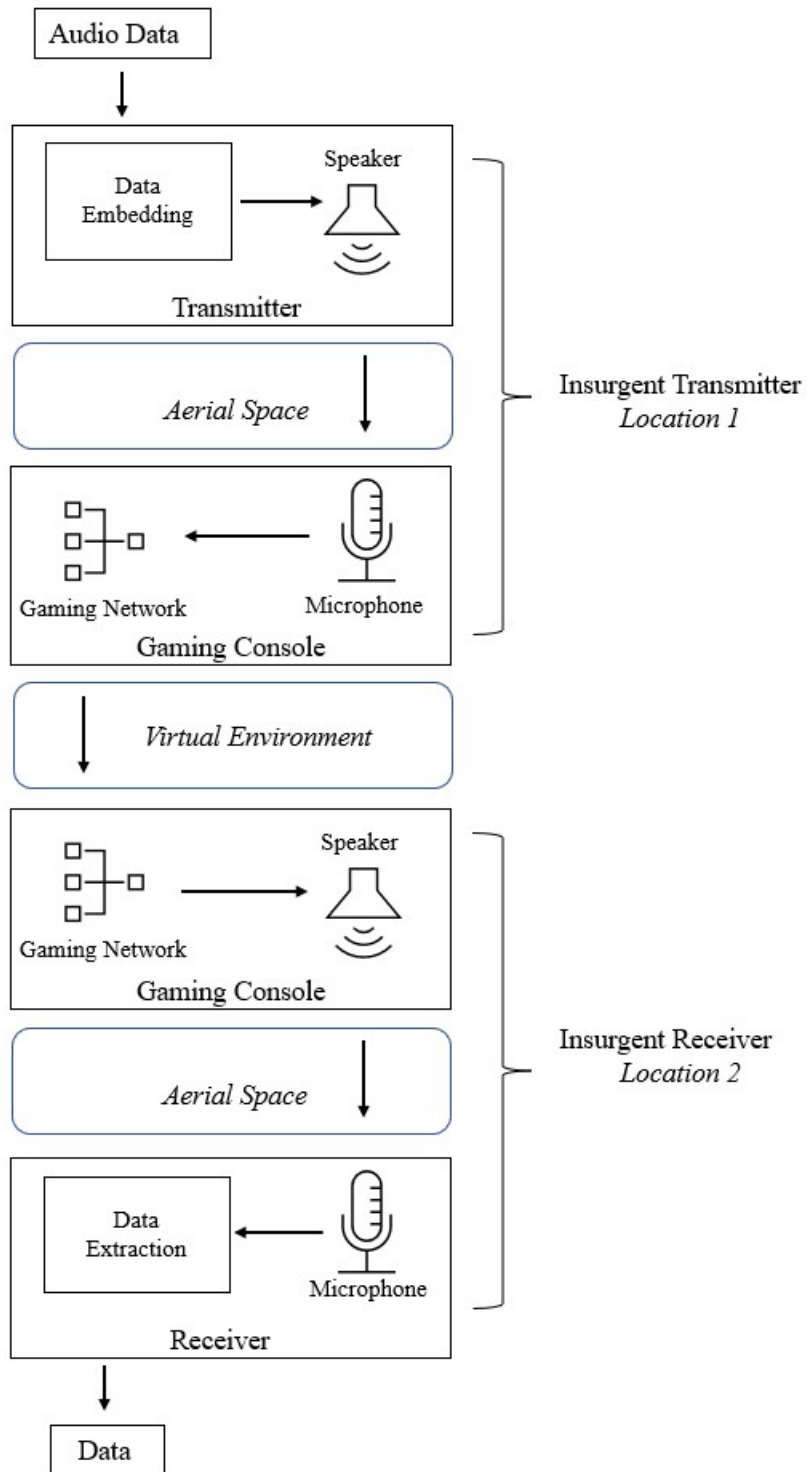 Audio Data
Speaker
Data
Embedding
Transmitter
Aerial Space
Insurgent Transmitter
Location 1
Gaming Network
Microphone
Gaming Console
Virtual Environment
Speaker
Gaming Network
Gaming Console
Aerial Space
Insurgent Receiver
Location 2
Data
Extraction
Microphone
Receiver
Data